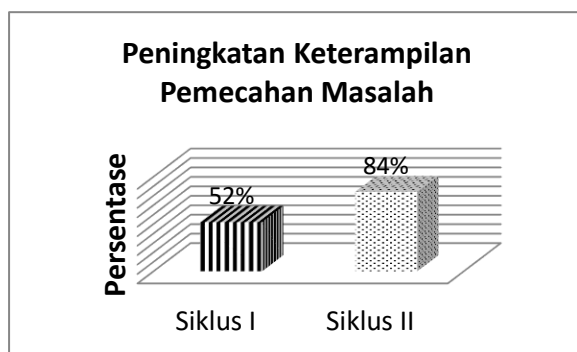 Peningkatan Keterampilan
Pemecahan Masalah
Persentase
52%
84%
Siklus I
Siklus II